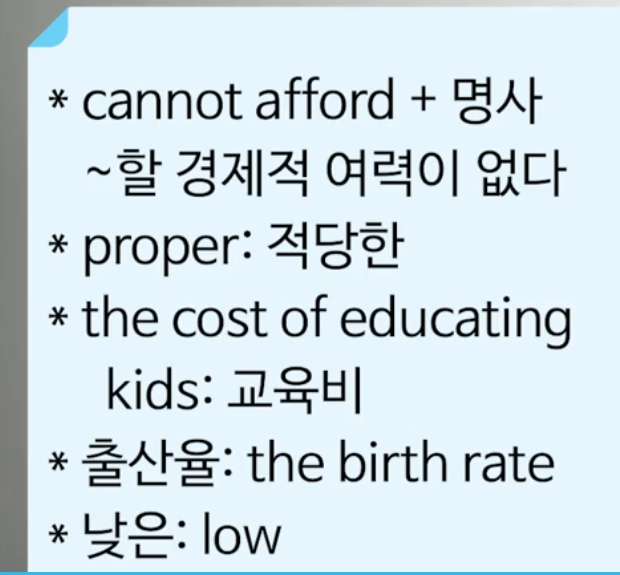 * cannot afford + 명사
~할 경제적 여력이 없다
* proper: 적당한
* the cost of educating
kids: 교육비
* 출산율: the birth rate
* 낮은: low